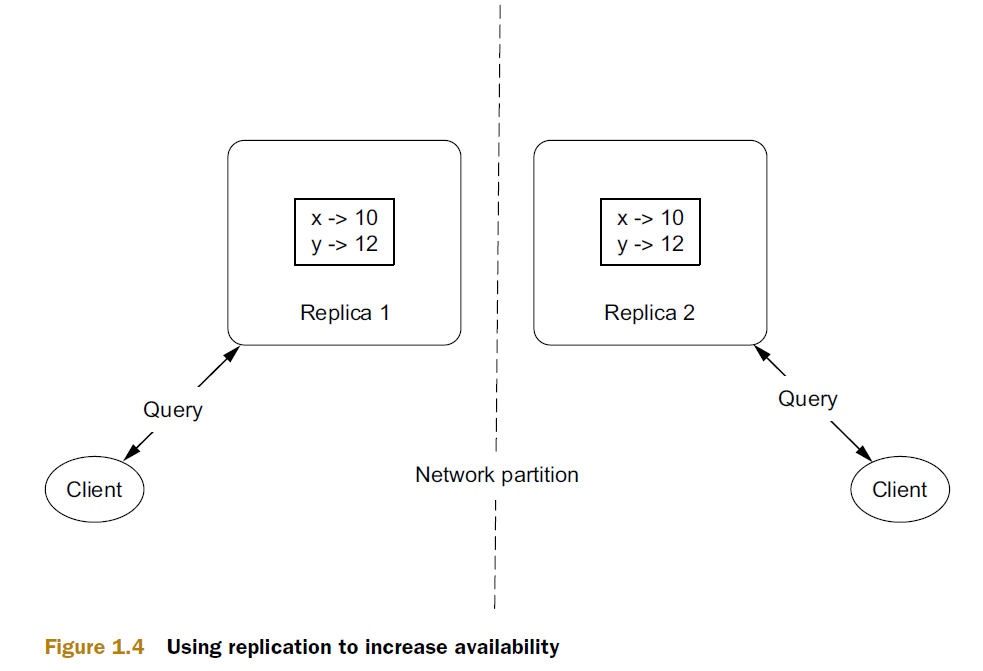 x -> 10
y -> 12
Replica 1
x -> 10
y -> 12
Replica 2
Query
Query
Client
Network partition
Client
Figure 1.4 Using replication to increase availability